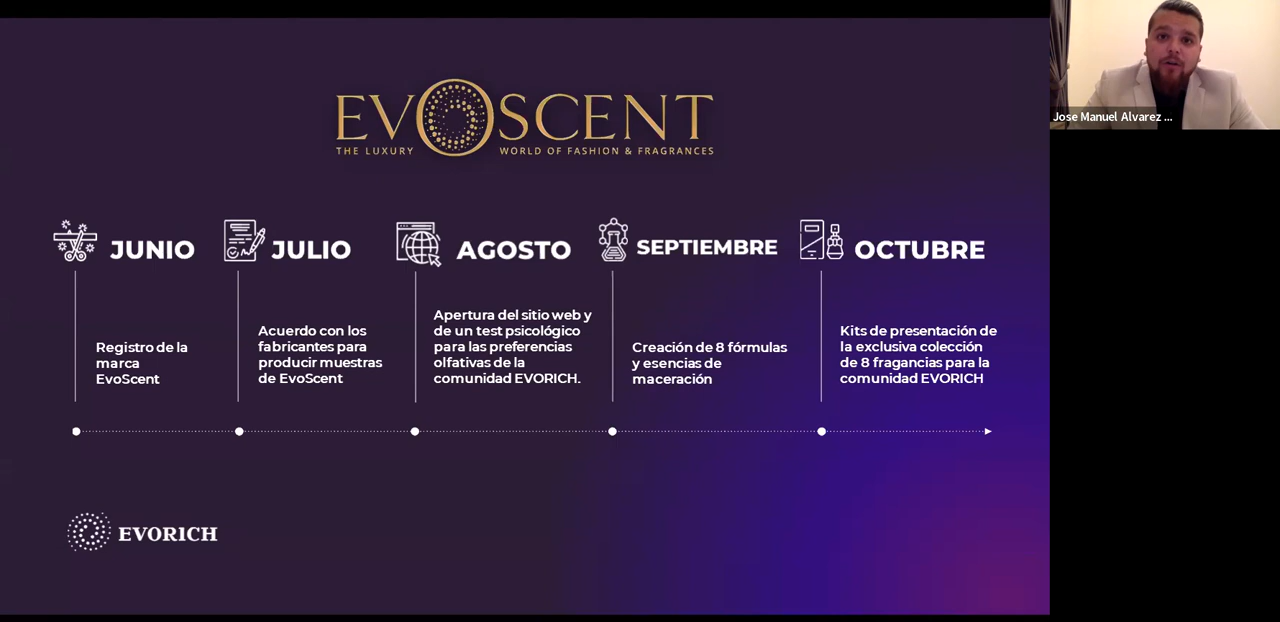 EVOSCENT
THE LUXURY WORLD OF FASHION & FRAGRANCES
Jose Manuel Alvarez ...
JUNIO
Registro de la
marca
EvoScent
JULIO
Acuerdo con los
fabricantes para
producir muestras
de EvoScent
AGOSTO
Apertura del sitio web y
de un test psicológico
para las preferencias
olfativas de la
comunidad EVORICH.
SEPTIEMBRE
Creación de 8 fórmulas
y esencias de
maceración
OCTUBRE
Kits de presentación de
la exclusiva colección
de 8 fragancias para la
comunidad EVORICH
EVORICH